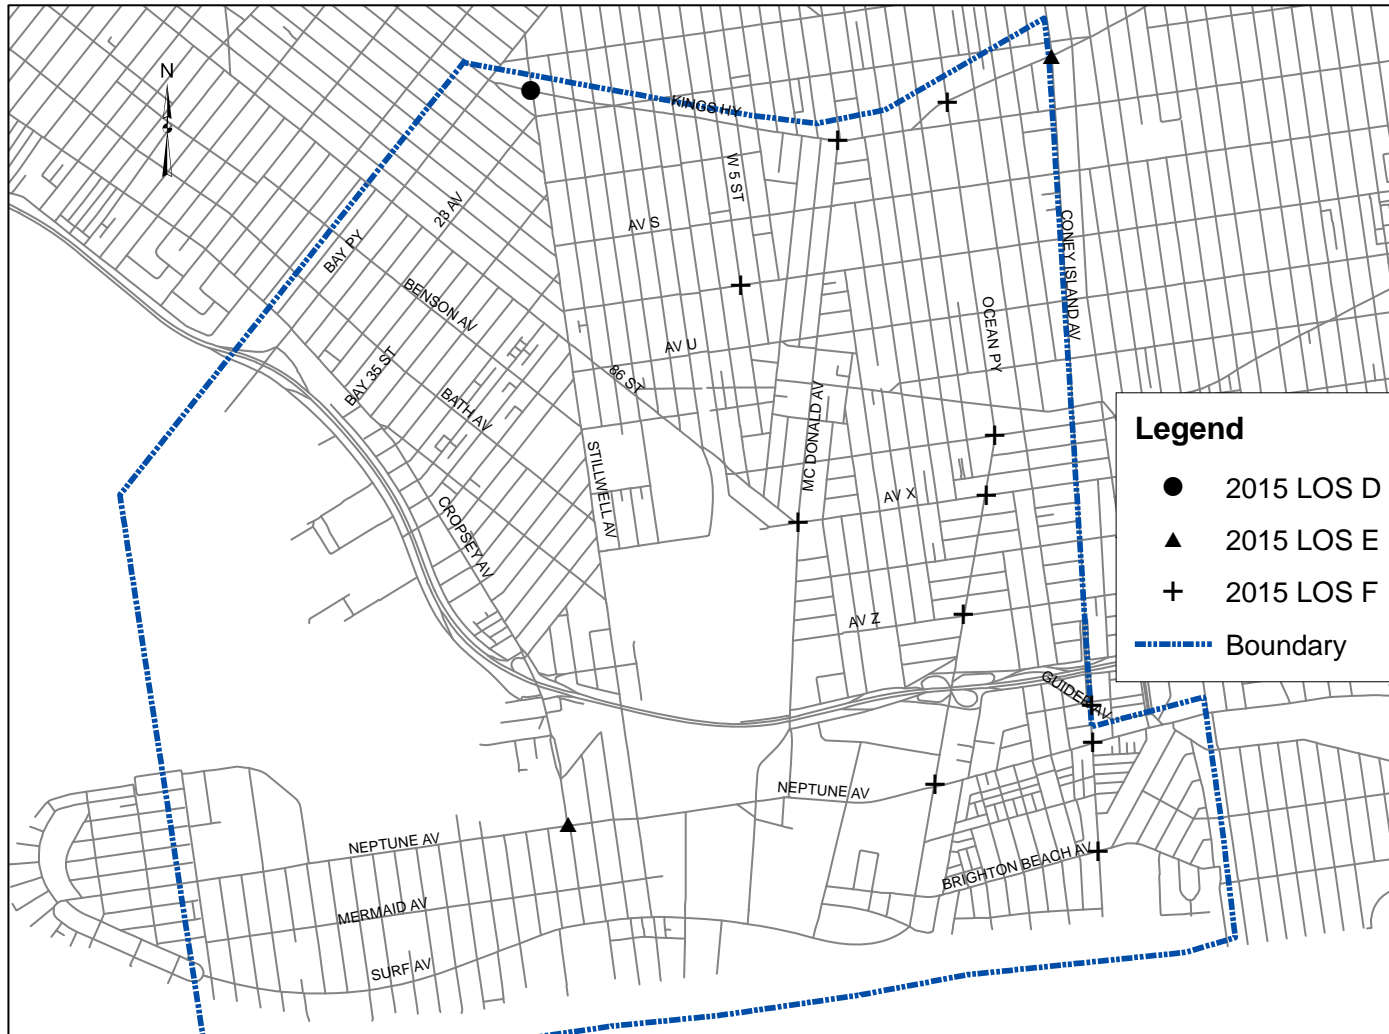 N
KINGS HY
W 5 ST
23 AV
AV S
BAY PY
CONEY ISLAND AV
BENSON AV
OCEAN PY
AV U
BAY 35 ST
86 ST
BATH AV
MC DONALD AV
STILLWELL AV
AV X
CROPSEY AV
AV Z
GUIDER AV
NEPTUNE AV
NEPTUNE AV
BRIGHTON BEACH AV
MERMAID AV
SURF AV
Legend
2015 LOS D
2015 LOS E
2015 LOS F
Boundary